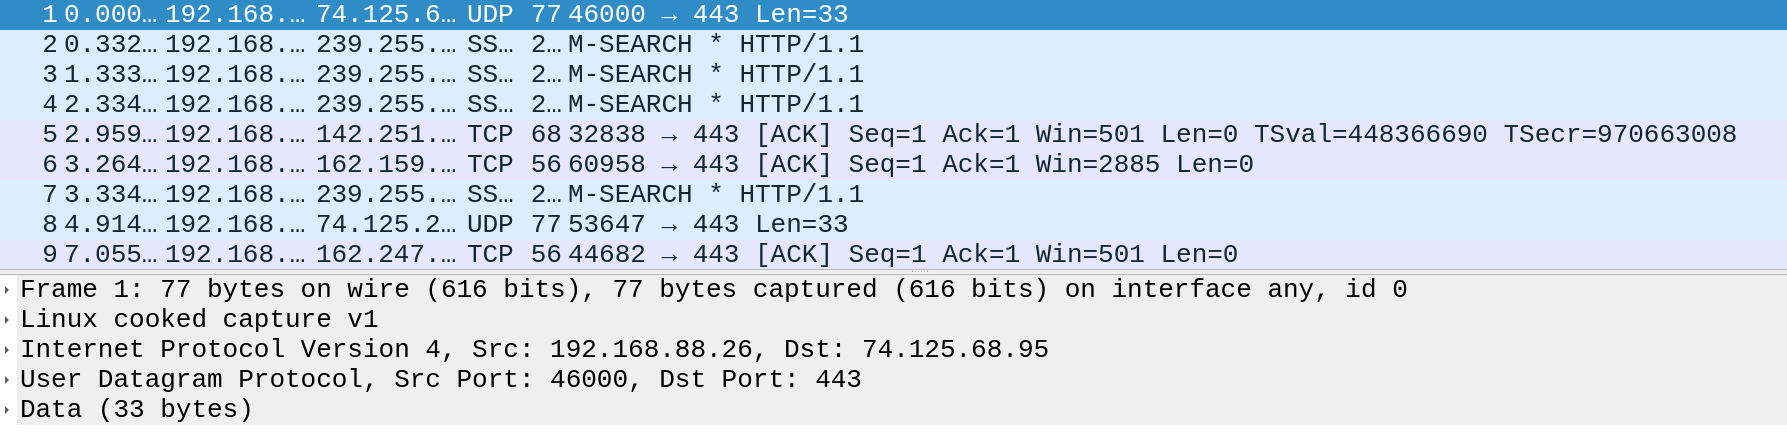 1 0.000… 192.168.… 74.125.6… UDP 77 46000 → 443 Len=33
2 0.332… 192.168.… 239.255.… SS… 2… M-SEARCH * HTTP/1.1
3 1.333… 192.168.… 239.255.… SS… 2… M-SEARCH * HTTP/1.1
4 2.334… 192.168.… 239.255.… SS… 2… M-SEARCH * HTTP/1.1
5 2.959… 192.168.… 142.251.… TCP 68 32838 → 443 [ACK] Seq=1 Ack=1 Win=501 Len=0 TSval=448366690 TSecr=970663008
6 3.264… 192.168.… 162.159.… TCP 56 60958 → 443 [ACK] Seq=1 Ack=1 Win=2885 Len=0
7 3.334… 192.168.… 239.255.… SS… 2… M-SEARCH * HTTP/1.1
8 4.914… 192.168.… 74.125.2… UDP 77 53647 → 443 Len=33
9 7.055… 192.168.… 162.247.… TCP 56 44682 → 443 [ACK] Seq=1 Ack=1 Win=501 Len=0
Frame 1: 77 bytes on wire (616 bits), 77 bytes captured (616 bits) on interface any, id 0
Linux cooked capture v1
Internet Protocol Version 4, Src: 192.168.88.26, Dst: 74.125.68.95
User Datagram Protocol, Src Port: 46000, Dst Port: 443
Data (33 bytes)